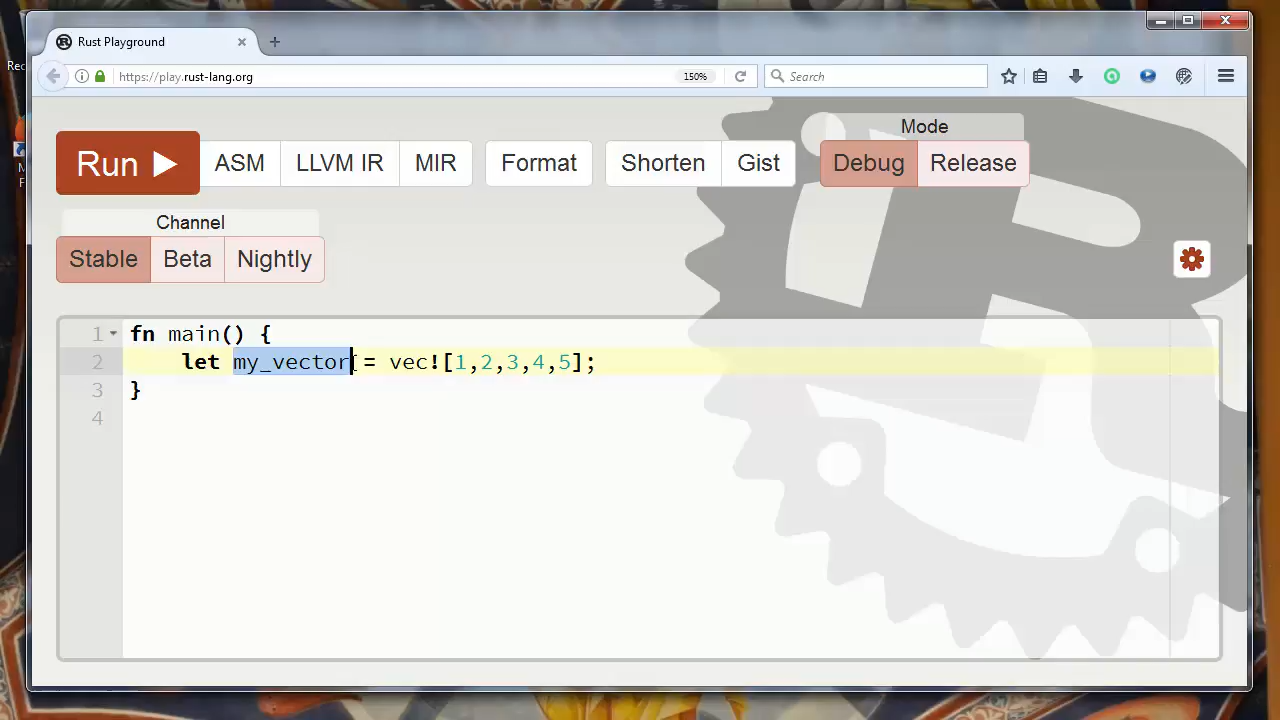 Rec
Rust Playground
https://play.rust-lang.org
150%
Search
Run
ASM
LLVM IR
MIR
Format
Shorten
Gist
Mode
Debug
Release
Channel
Stable
Beta
Nightly
1 fn main() {
2 let my_vector = vec![1,2,3,4,5];
3 }
4
M
F